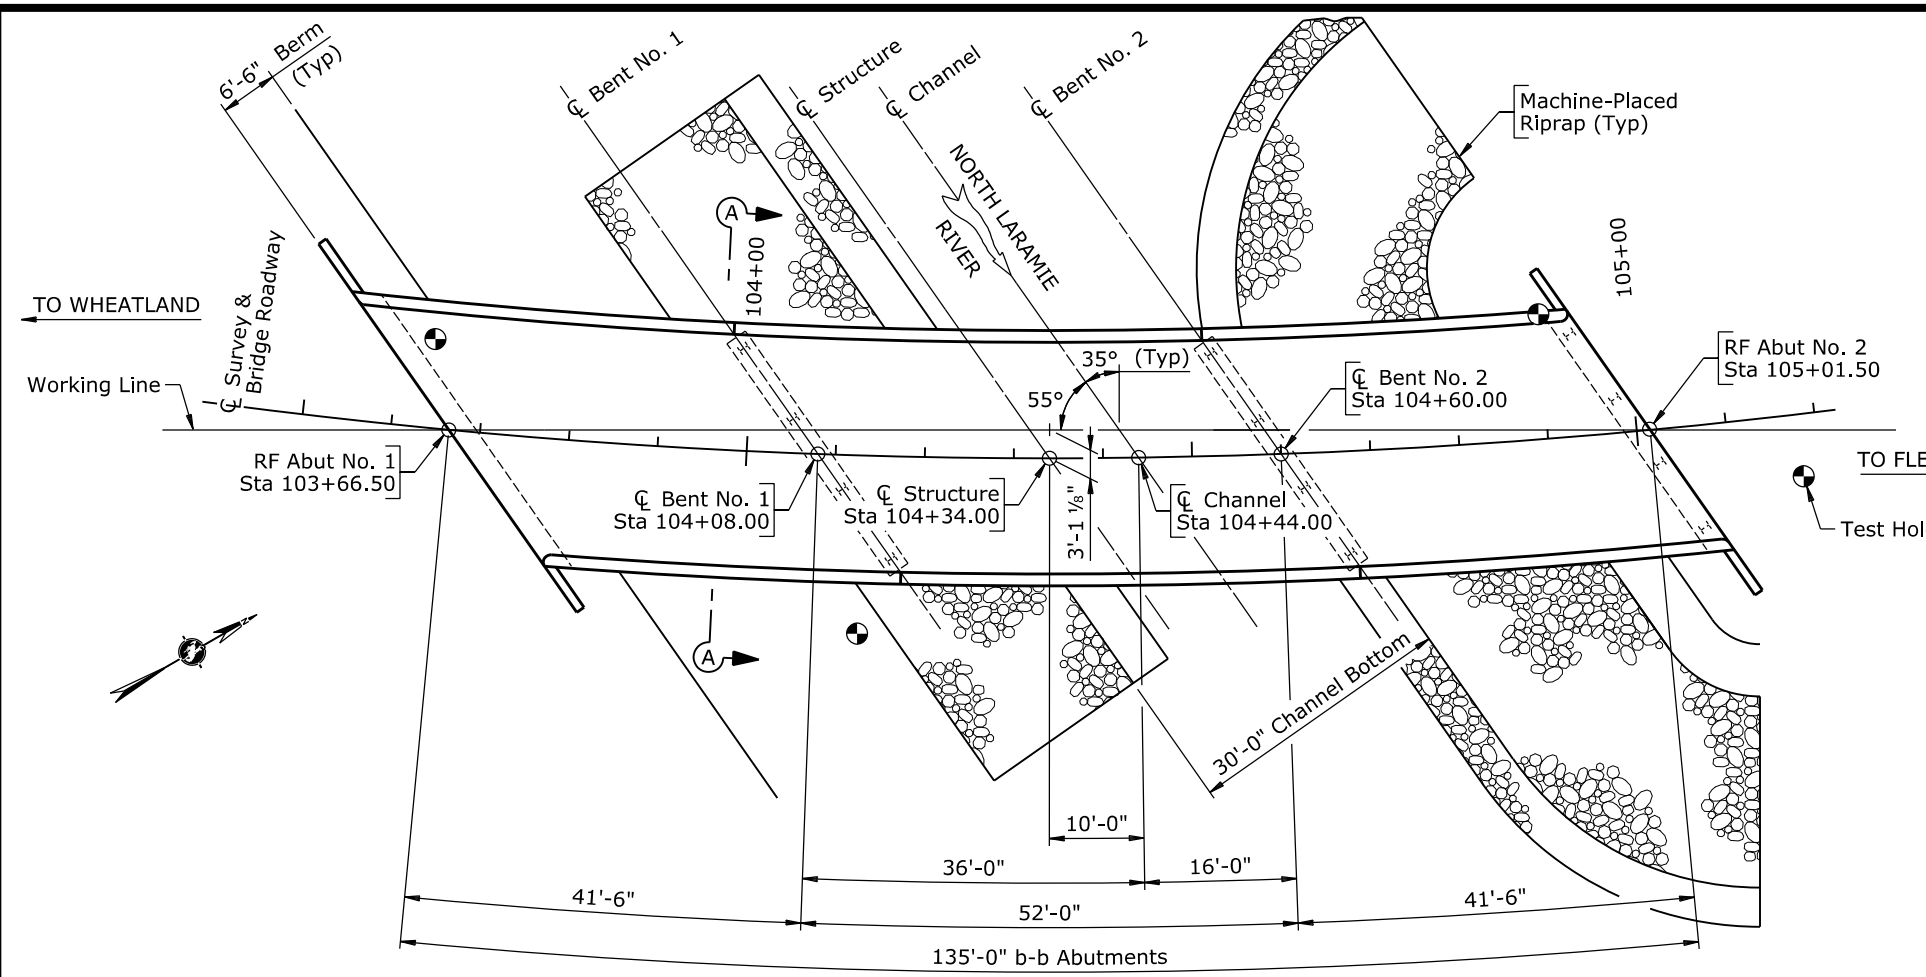 6'-6" Berm
(Typ)
℄ Bent No. 1
℄ Structure
℄ Channel
℄ Bent No. 2
Machine-Placed
Riprap (Typ)
NORTH LARAMIE
RIVER
A
104+00
105+00
TO WHEATLAND
℄ Survey &
Bridge Roadway
Working Line
35° (Typ)
55°
RF Abut No. 2
Sta 105+01.50
℄ Bent No. 2
Sta 104+60.00
RF Abut No. 1
Sta 103+66.50
℄ Bent No. 1
Sta 104+08.00
℄ Structure
Sta 104+34.00
3'-1 ⅛"
℄ Channel
Sta 104+44.00
TO FLE
Test Hol
A
N
30'-0" Channel Bottom
10'-0"
36'-0"
16'-0"
41'-6"
52'-0"
41'-6"
135'-0" b-b Abutments